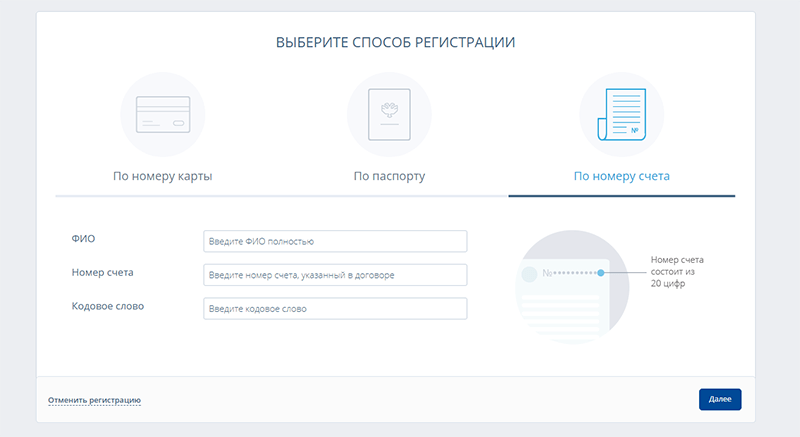 ВЫБЕРИТЕ СПОСОБ РЕГИСТРАЦИИ
№
По номеру карты
По паспорту
По номеру счета
ФИО
Введите ФИО полностью
Номер счета
Введите номер счета, указанный в договоре
Кодовое слово
Введите кодовое слово
№
Номер счета
состоит из
20 цифр
Отменить регистрацию
Далее